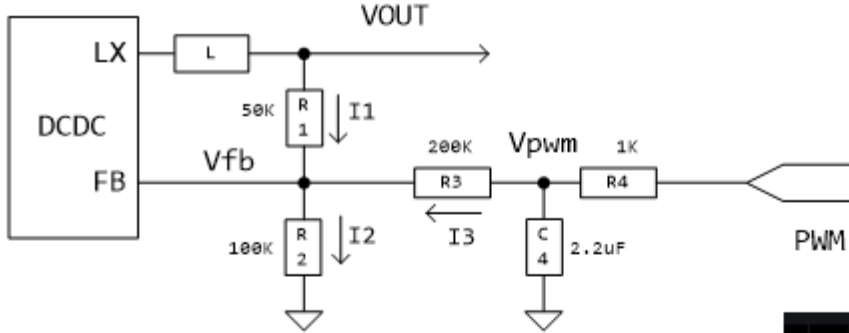 VOUT
LX
L
50K
R
1
I1
DCDC
Vfb
200K
Vpwm
1K
FB
R3
R4
100K
R
2
I2
I3
C
4
2.2uF
PWM